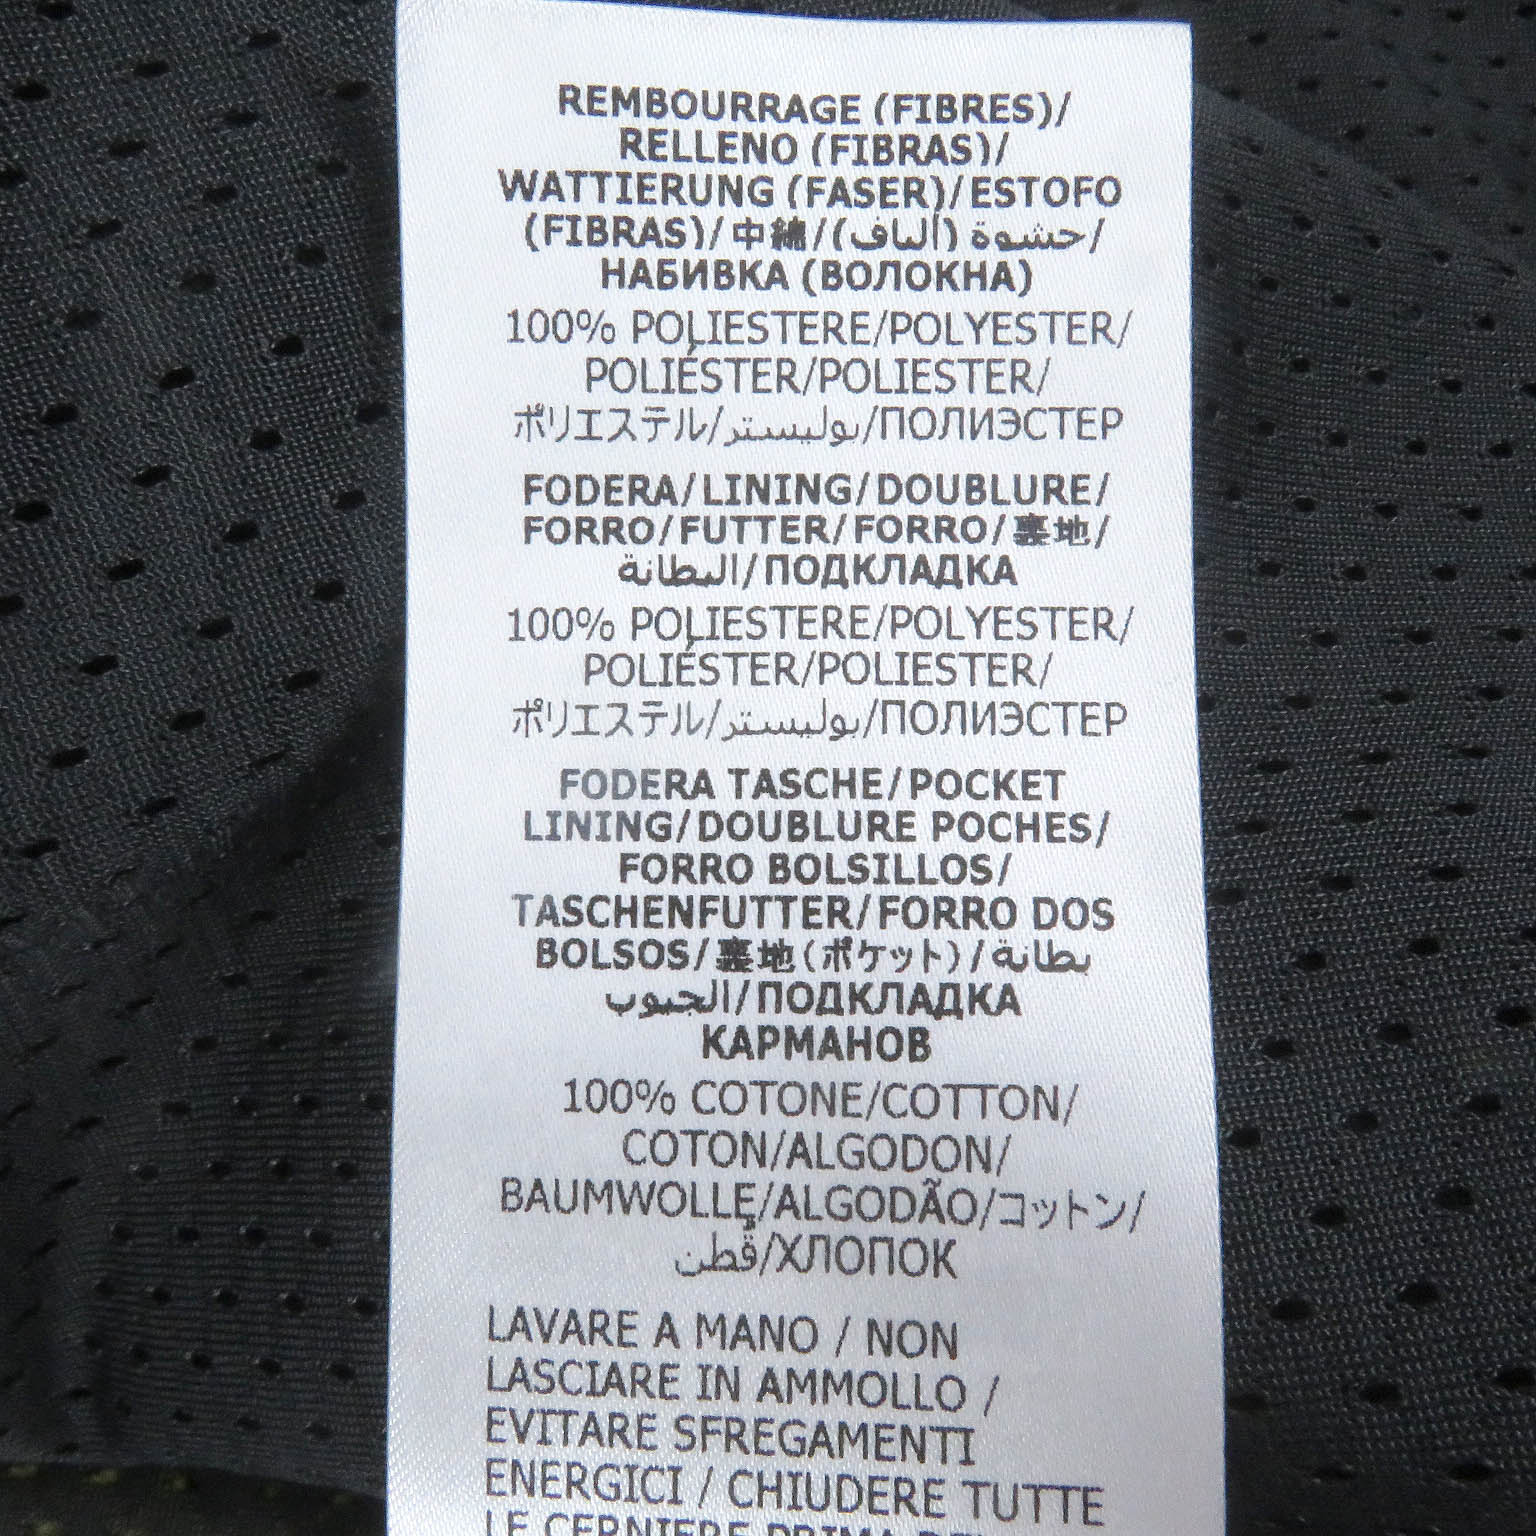 REMBOURRAGE (FIBRES)/
RELLENO (FIBRAS)/
WATTIERUNG (FASER)/ESTOFO
(FIBRAS)/中綿/حشوة (ألياف)/
НАБИВКА (ВОЛОКНА)
100% POLIESTERE/POLYESTER/
POLIÉSTER/POLIESTER/
ポリエステル/بوليستر/ПОЛИЭСТЕР
FODERA/LINING/DOUBLURE/
FORRO/FUTTER/FORRO/裏地/
البطانة/ПОДКЛАДКА
100% POLIESTERE/POLYESTER/
POLIÉSTER/POLIESTER/
ポリエステル/بوليستر/ПОЛИЭСТЕР
FODERA TASCHE/POCKET
LINING/DOUBLURE POCHES/
FORRO BOLSILLOS/
TASCHENFUTTER/FORRO DOS
BOLSOS/裏地(ポケット)/بطانة
الجيوب/ПОДКЛАДКА
КАРМАНОВ
100% COTONE/COTTON/
COTON/ALGODON/
BAUMWOLLE/ALGODÃO/コットン/
قطن/ХЛОПОК
LAVARE A MANO / NON
LASCIARE IN AMMOLLO /
EVITARE SFREGAMENTI
ENERGICI / CHIUDERE TUTTE
LE CERNIERE PRIMA DEL